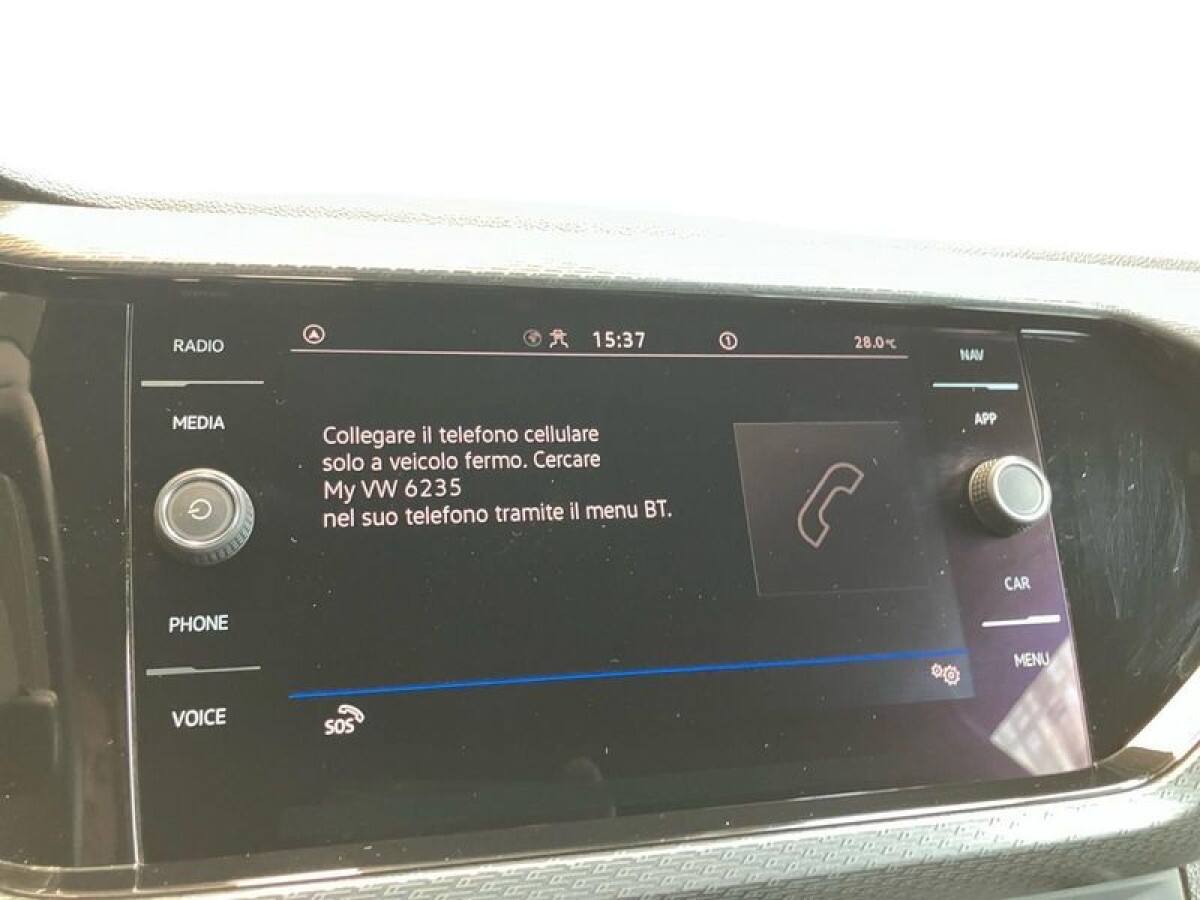 RADIO
MEDIA
PHONE
VOICE
15:37
1
28.0°C
Collegare il telefono cellulare
solo a veicolo fermo. Cercare
My VW 6235
nel suo telefono tramite il menu BT.
SOS
NAV
APP
CAR
MENU